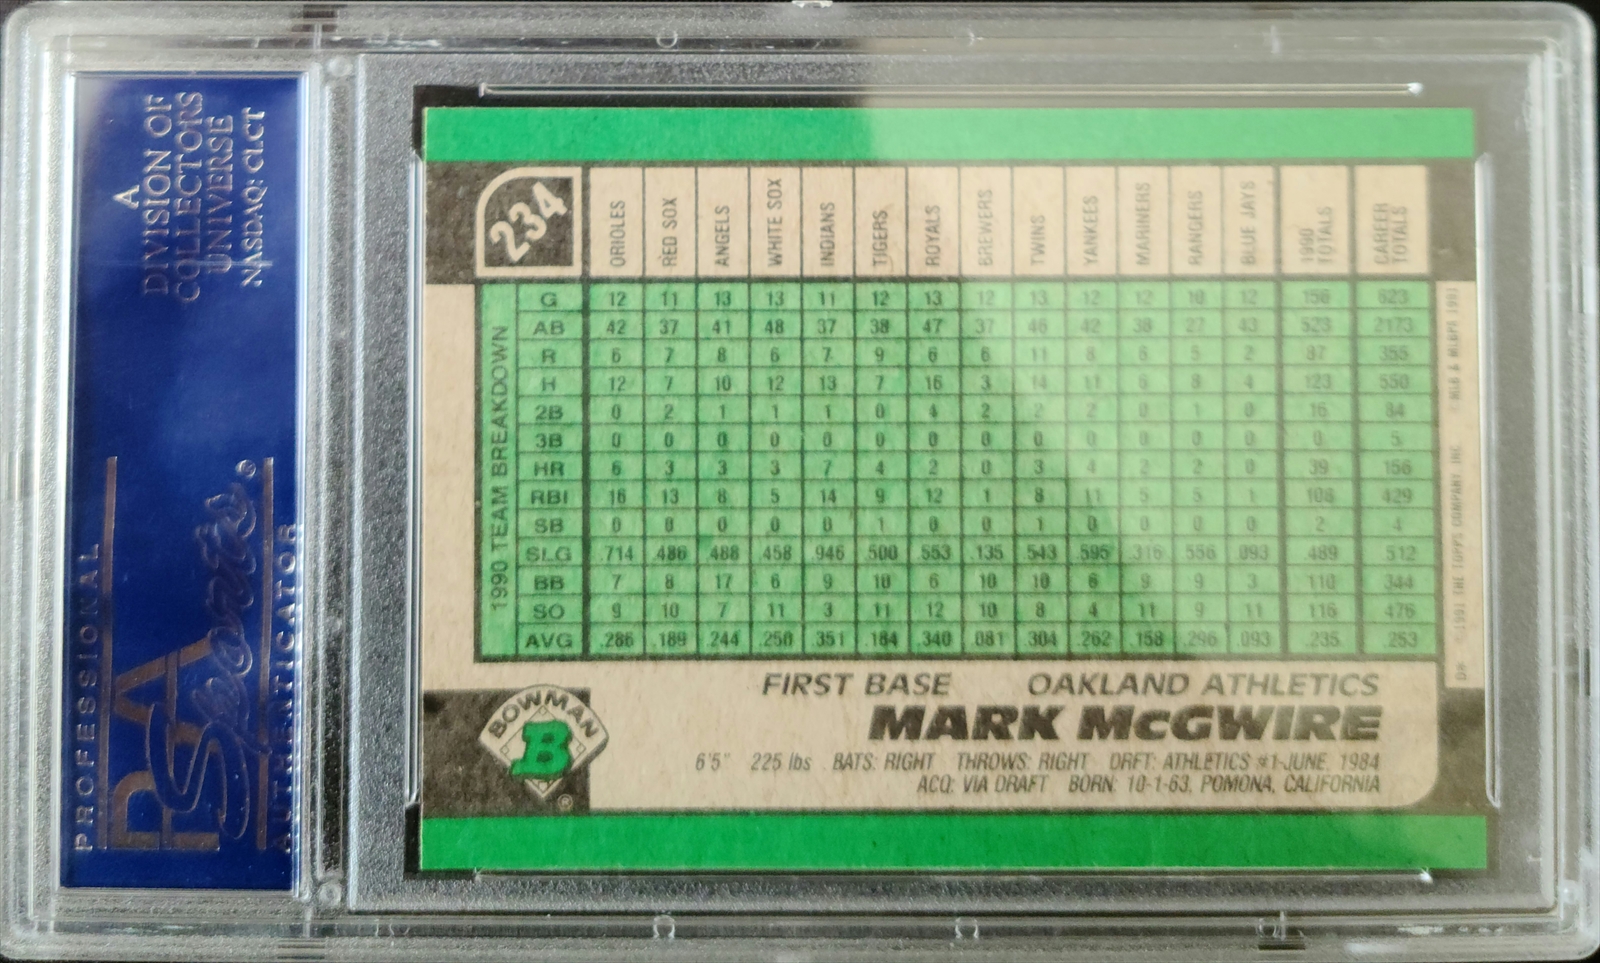 A
DIVISION OF
COLLECTORS
UNIVERSE
NASDAQ: CLCT
PROFESSIONAL
PSA
Sports®
AUTHENTICATOR
234
ORIOLES RED SOX ANGELS WHITE SOX INDIANS TIGERS ROYALS BREWERS TWINS YANKEES MARINERS RANGERS BLUE JAYS 1990 TOTALS CAREER TOTALS
1990 TEAM BREAKDOWN
G 12 11 13 13 11 12 13 12 13 12 12 10 12 156 623
AB 42 37 41 48 37 38 47 37 46 42 38 27 43 523 2173
R 6 7 8 6 7 9 6 6 11 8 6 5 2 87 355
H 12 7 10 12 13 7 16 3 14 11 6 8 4 123 550
2B 0 2 1 1 1 0 4 2 2 2 0 1 0 16 84
3B 0 0 0 0 0 0 0 0 0 0 0 0 0 0 5
HR 6 3 3 3 7 4 2 0 3 4 2 2 0 39 156
RBI 16 13 8 5 14 9 12 1 8 11 5 5 1 108 429
SB 0 0 0 0 0 1 0 0 1 0 0 0 0 2 4
SLG .714 .486 .488 .458 .946 .500 .553 .135 .543 .595 .316 .556 .093 .489 .512
BB 7 8 17 6 9 10 6 10 10 6 9 9 3 110 344
SO 9 10 7 11 3 11 12 10 8 4 11 9 11 116 476
AVG .286 .189 .244 .250 .351 .184 .340 .081 .304 .262 .158 .296 .093 .235 .253
FIRST BASE OAKLAND ATHLETICS
MARK McGWIRE
6'5" 225 lbs BATS: RIGHT THROWS: RIGHT DRFT: ATHLETICS #1-JUNE, 1984
ACQ: VIA DRAFT BORN: 10-1-63, POMONA, CALIFORNIA
BOWMAN
B
®
©1991 THE TOPPS COMPANY, INC. © MLB & MLBPA 1991